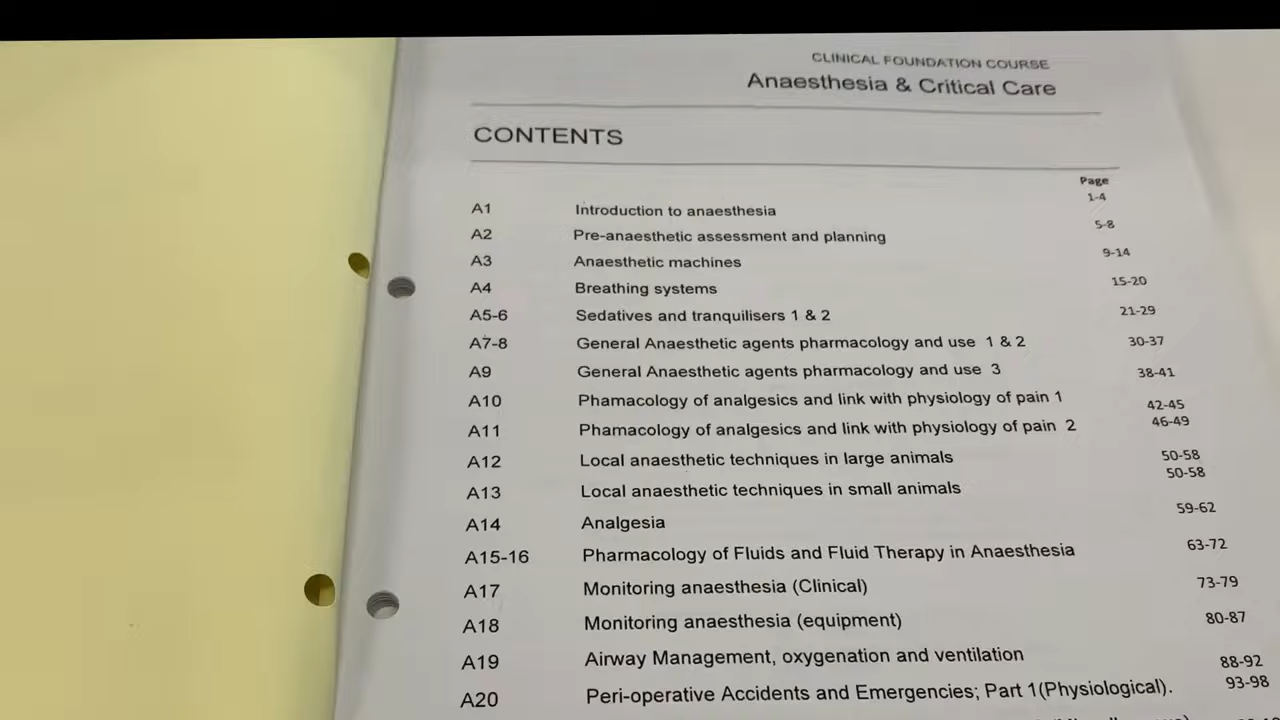 CLINICAL FOUNDATION COURSE
Anaesthesia & Critical Care
CONTENTS
Page
A1 Introduction to anaesthesia 1-4
A2 Pre-anaesthetic assessment and planning 5-8
A3 Anaesthetic machines 9-14
A4 Breathing systems 15-20
A5-6 Sedatives and tranquilisers 1 & 2 21-29
A7-8 General Anaesthetic agents pharmacology and use 1 & 2 30-37
A9 General Anaesthetic agents pharmacology and use 3 38-41
A10 Phamacology of analgesics and link with physiology of pain 1 42-45
A11 Phamacology of analgesics and link with physiology of pain 2 46-49
A12 Local anaesthetic techniques in large animals 50-58
A13 Local anaesthetic techniques in small animals 50-58
A14 Analgesia 59-62
A15-16 Pharmacology of Fluids and Fluid Therapy in Anaesthesia 63-72
A17 Monitoring anaesthesia (Clinical) 73-79
A18 Monitoring anaesthesia (equipment) 80-87
A19 Airway Management, oxygenation and ventilation 88-92
A20 Peri-operative Accidents and Emergencies; Part 1(Physiological). 93-98